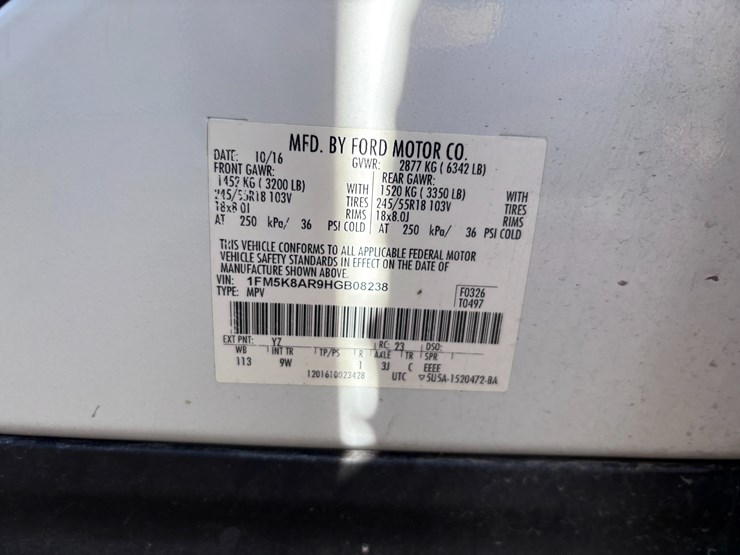 MFD. BY FORD MOTOR CO.
DATE: 10/16 GVWR: 2877 KG ( 6342 LB)
FRONT GAWR: REAR GAWR:
1452 KG ( 3200 LB) WITH 1520 KG ( 3350 LB) WITH
245/55R18 103V TIRES 245/55R18 103V TIRES
18x8.0J RIMS 18x8.0J RIMS
AT 250 kPa/ 36 PSI COLD AT 250 kPa/ 36 PSI COLD
THIS VEHICLE CONFORMS TO ALL APPLICABLE FEDERAL MOTOR
VEHICLE SAFETY STANDARDS IN EFFECT ON THE DATE OF
MANUFACTURE SHOWN ABOVE.
VIN: 1FM5K8AR9HGB08238 F0326
TYPE: MPV T0497
EXT PNT: YZ RC: 23 DSO:
WB INT TR TP/PS R AXLE TR SPR
113 9W 1 3J C EEEE
1201610023428 UTC ▽5U5A-1520472-BA